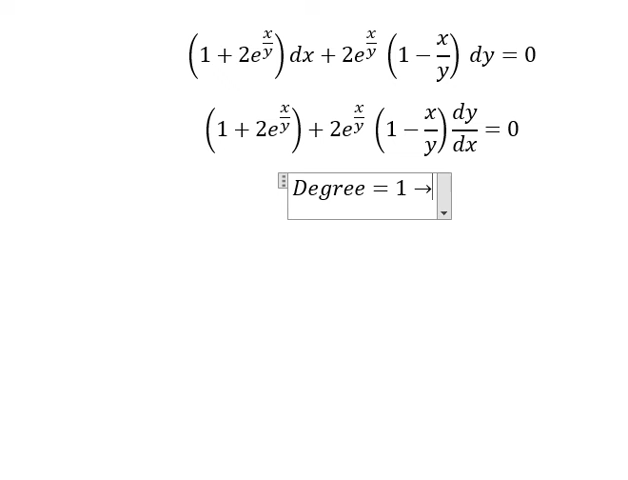 (1 + 2e^{x/y}) dx + 2e^{x/y} (1 − x/y) dy = 0
(1 + 2e^{x/y}) + 2e^{x/y} (1 − x/y) dy/dx = 0
Degree = 1 →